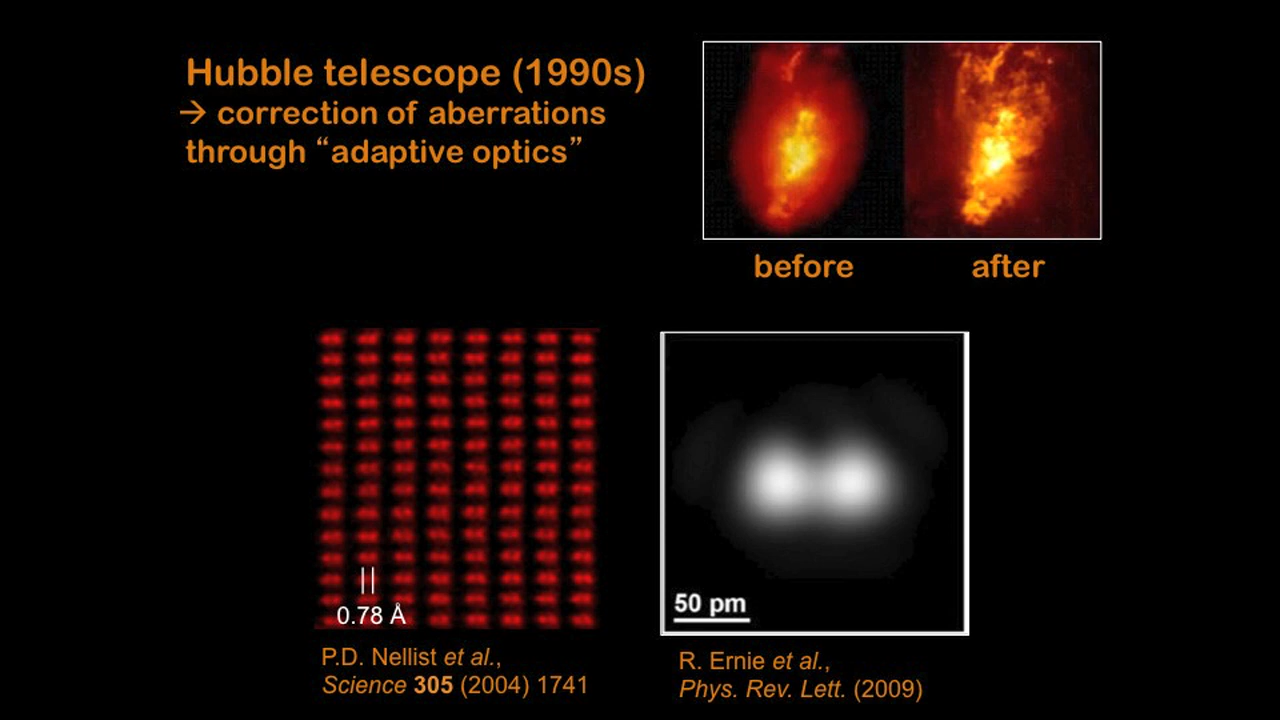 Hubble telescope (1990s)
→ correction of aberrations
through “adaptive optics”
before after
0.78 Å
50 pm
P.D. Nellist et al.,
Science 305 (2004) 1741
R. Ernie et al.,
Phys. Rev. Lett. (2009)